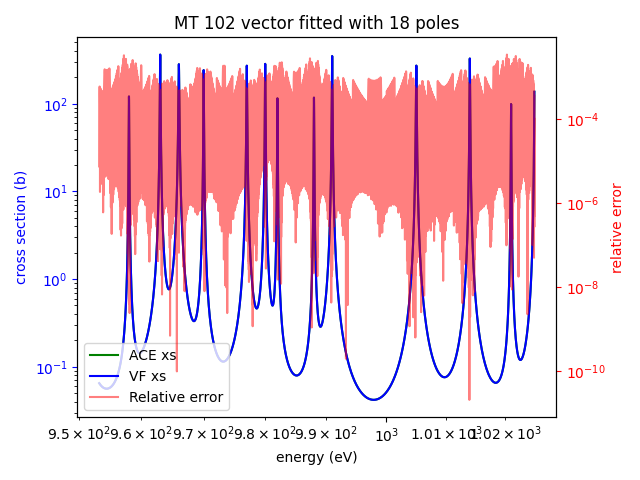 MT 102 vector fitted with 18 poles
10²
10¹
10⁰
10⁻¹
cross section (b)
10⁻⁴
10⁻⁶
10⁻⁸
10⁻¹⁰
relative error
ACE xs
VF xs
Relative error
9.5 × 10² 9.6 × 10² 9.7 × 10² 9.8 × 10² 9.9 × 10² 10³ 1.01 × 10³ 1.02 × 10³
energy (eV)